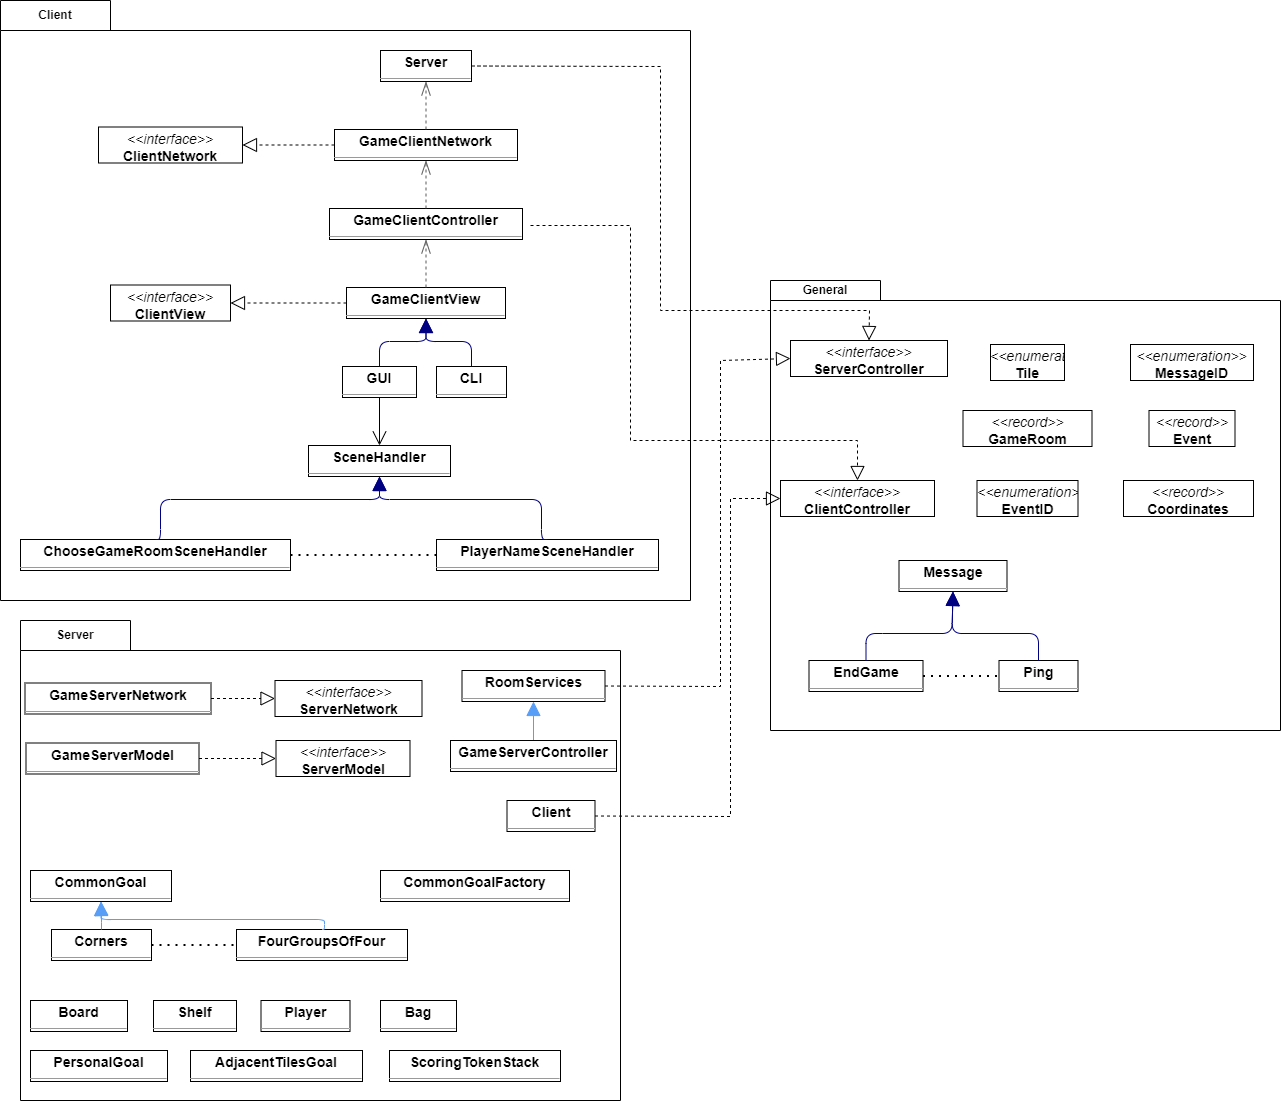 Client
Server
<<interface>>
ClientNetwork
GameClientNetwork
GameClientController
<<interface>>
ClientView
GameClientView
GUI
CLI
SceneHandler
ChooseGameRoomSceneHandler
PlayerNameSceneHandler
General
<<interface>>
ServerController
<<enumerat
Tile
<<enumeration>>
MessageID
<<record>>
GameRoom
<<record>>
Event
<<interface>>
ClientController
<<enumeration>
EventID
<<record>>
Coordinates
Message
EndGame
Ping
Server
GameServerNetwork
<<interface>>
ServerNetwork
RoomServices
GameServerModel
<<interface>>
ServerModel
GameServerController
Client
CommonGoal
CommonGoalFactory
Corners
FourGroupsOfFour
Board
Shelf
Player
Bag
PersonalGoal
AdjacentTilesGoal
ScoringTokenStack